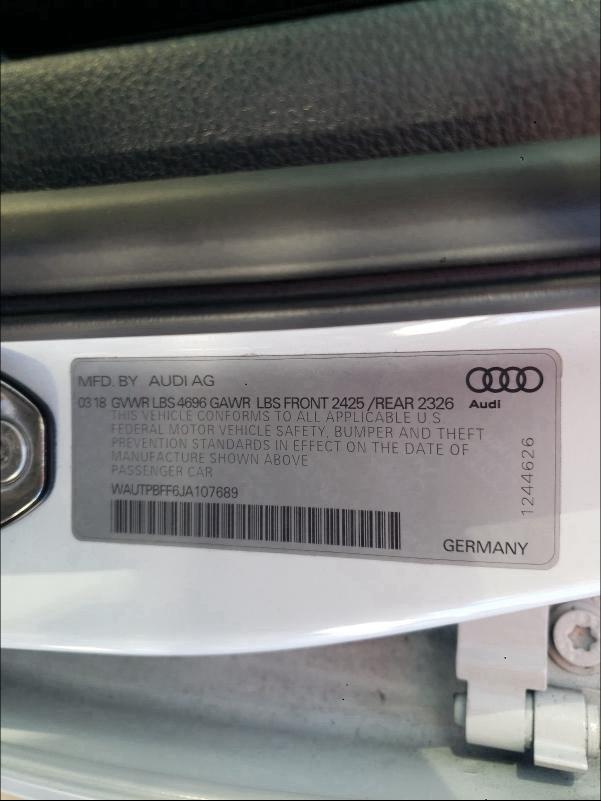 MFD. BY AUDI AG
Audi
03 18 GVWR LBS 4696 GAWR LBS FRONT 2425 /REAR 2326
THIS VEHICLE CONFORMS TO ALL APPLICABLE U.S
FEDERAL MOTOR VEHICLE SAFETY, BUMPER AND THEFT
PREVENTION STANDARDS IN EFFECT ON THE DATE OF
MANUFACTURE SHOWN ABOVE
PASSENGER CAR
WAUTPBFF6JA107689
1244626
GERMANY